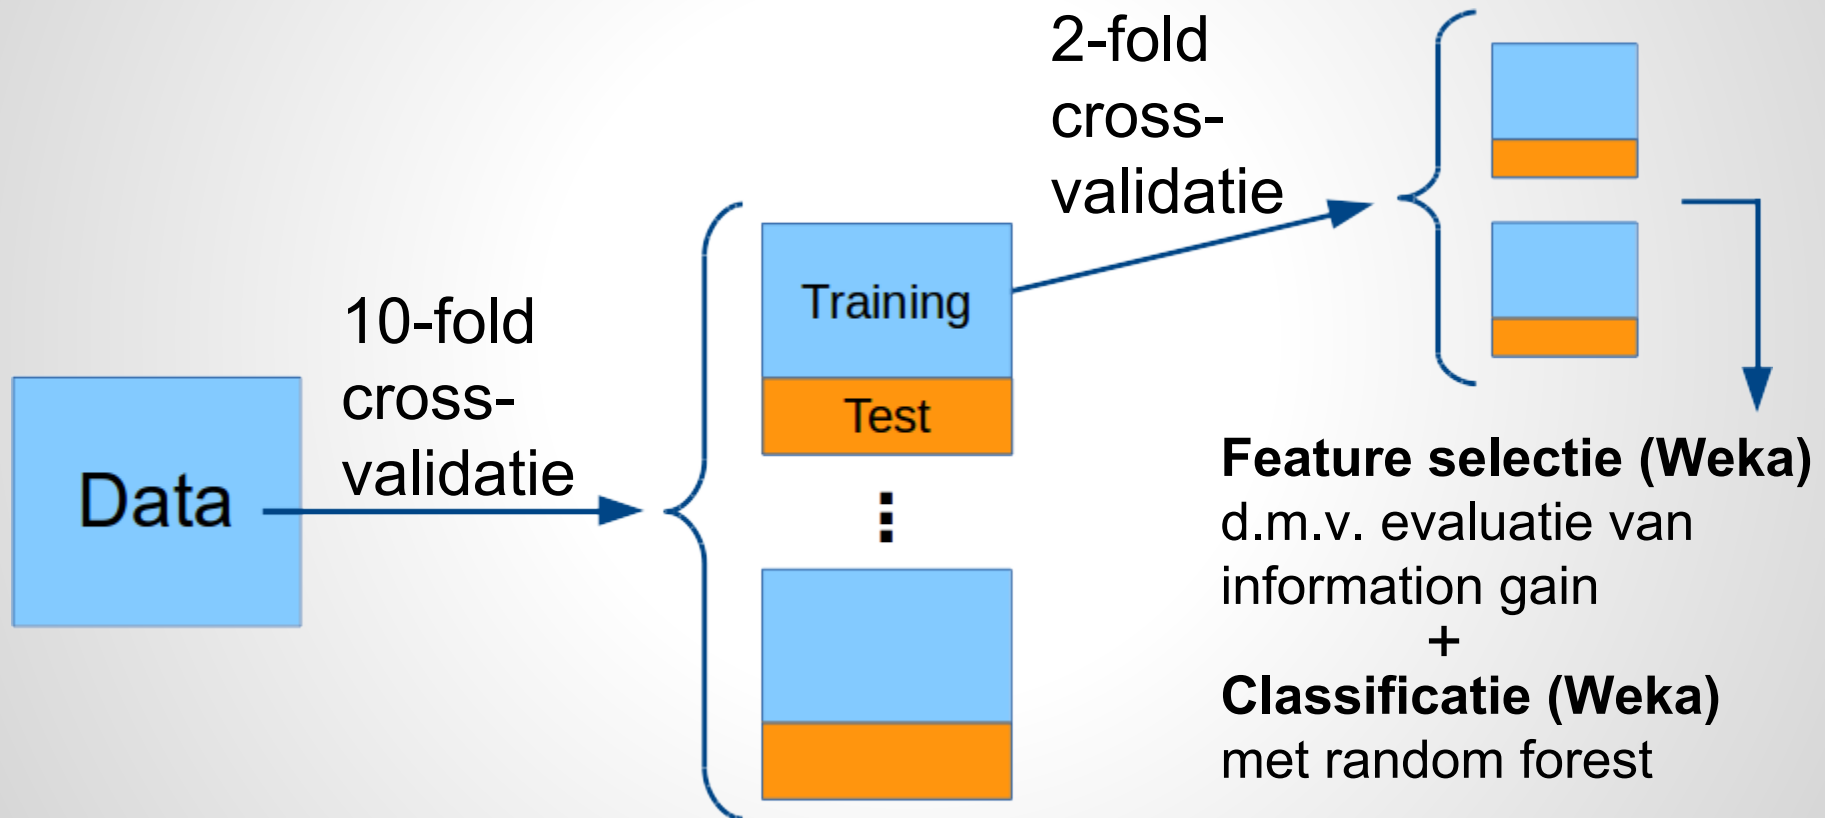 Data
10-fold
cross-
validatie
Training
Test
2-fold
cross-
validatie
Feature selectie (Weka)
d.m.v. evaluatie van
information gain
+
Classificatie (Weka)
met random forest